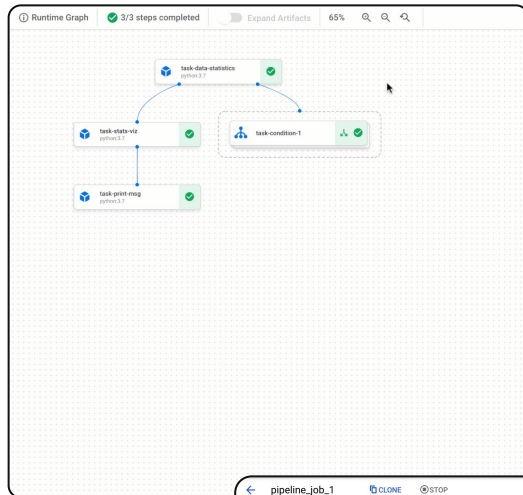 Runtime Graph 3/3 steps completed Expand Artifacts 65%
task-data-statistics
python:3.7
task-stats-viz
python:3.7
task-condition-1
task-print-msg
python:3.7
pipeline_job_1 CLONE STOP